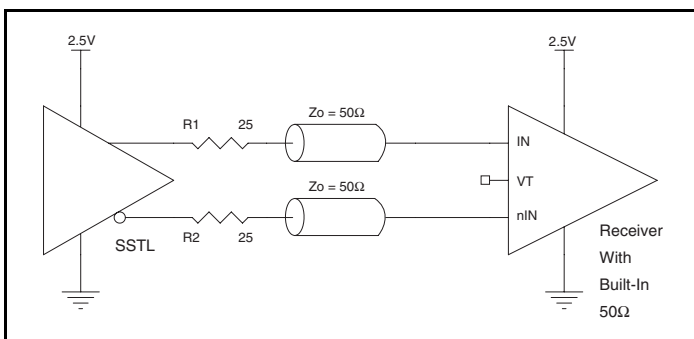 2.5V
2.5V
R1 25
Zo = 50Ω
IN
VT
Zo = 50Ω
nIN
R2 25
SSTL
Receiver
With
Built-In
50Ω